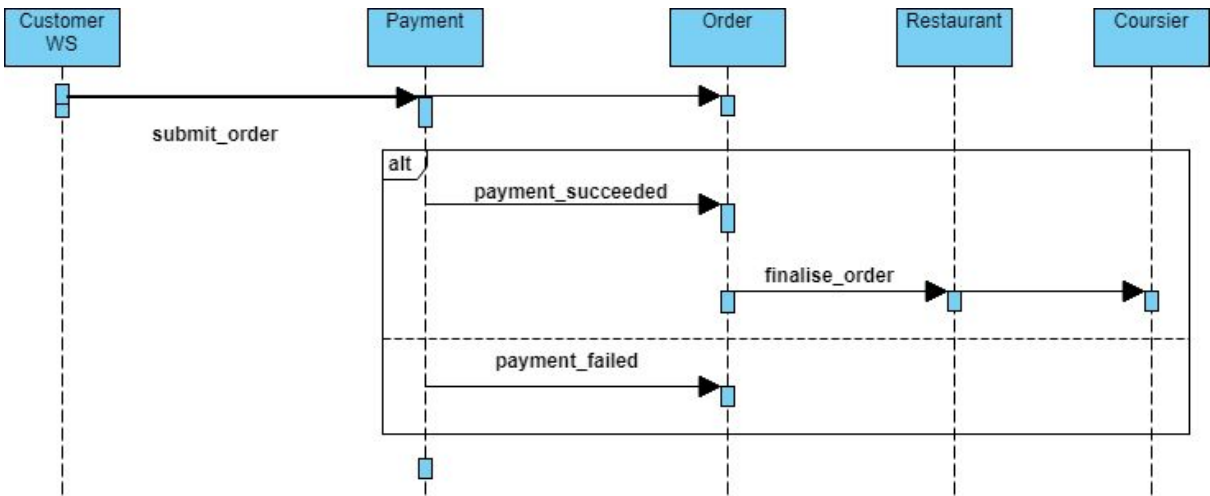 Customer
WS
Payment
Order
Restaurant
Coursier
submit_order
alt
payment_succeeded
finalise_order
payment_failed